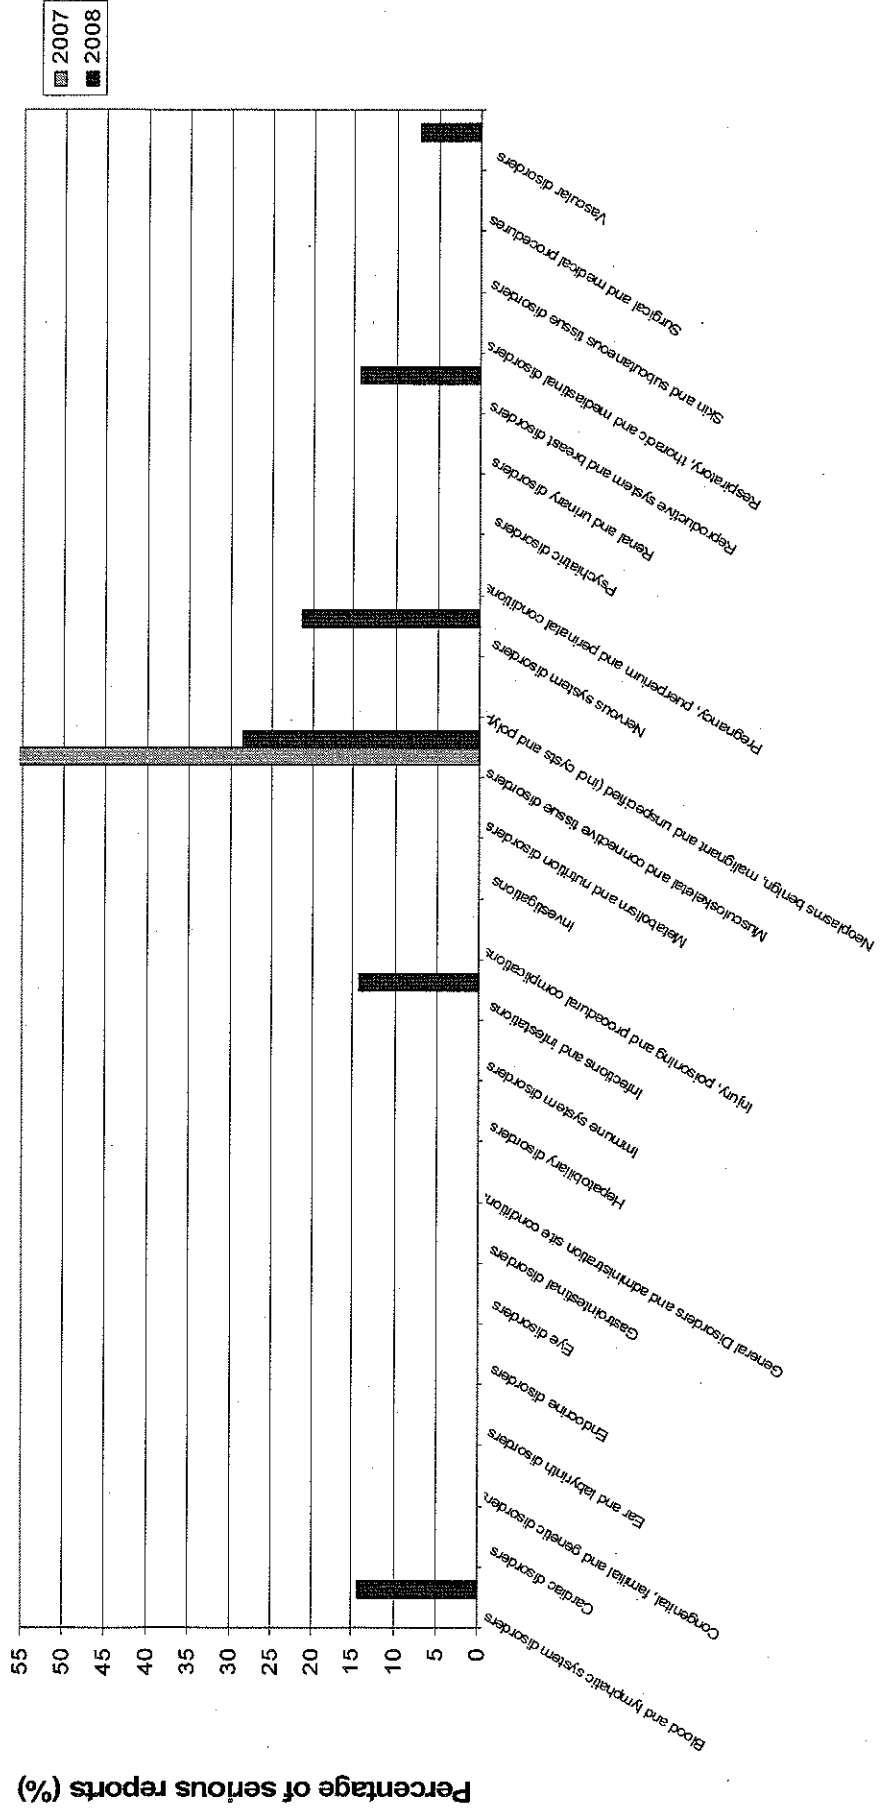 Percentage of serious reports (%)
55
50
45
40
35
30
25
20
15
10
5
0
Blood and lymphatic system disorders
Cardiac disorders
Congenital, familial and genetic disorders
Ear and labyrinth disorders
Endocrine disorders
Eye disorders
Gastrointestinal disorders
General Disorders and administration site conditions
Hepatobiliary disorders
Immune system disorders
Infections and infestations
Injury, poisoning and procedural complications
Investigations
Metabolism and nutrition disorders
Musculoskeletal and connective tissue disorders
Neoplasms benign, malignant and unspecified (incl cysts and polyp
Nervous system disorders
Pregnancy, puerperium and perinatal conditions
Psychiatric disorders
Renal and urinary disorders
Reproductive system and breast disorders
Respiratory, thoracic and mediastinal disorders
Skin and subcutaneous tissue disorders
Surgical and medical procedures
Vascular disorders
2007
2008